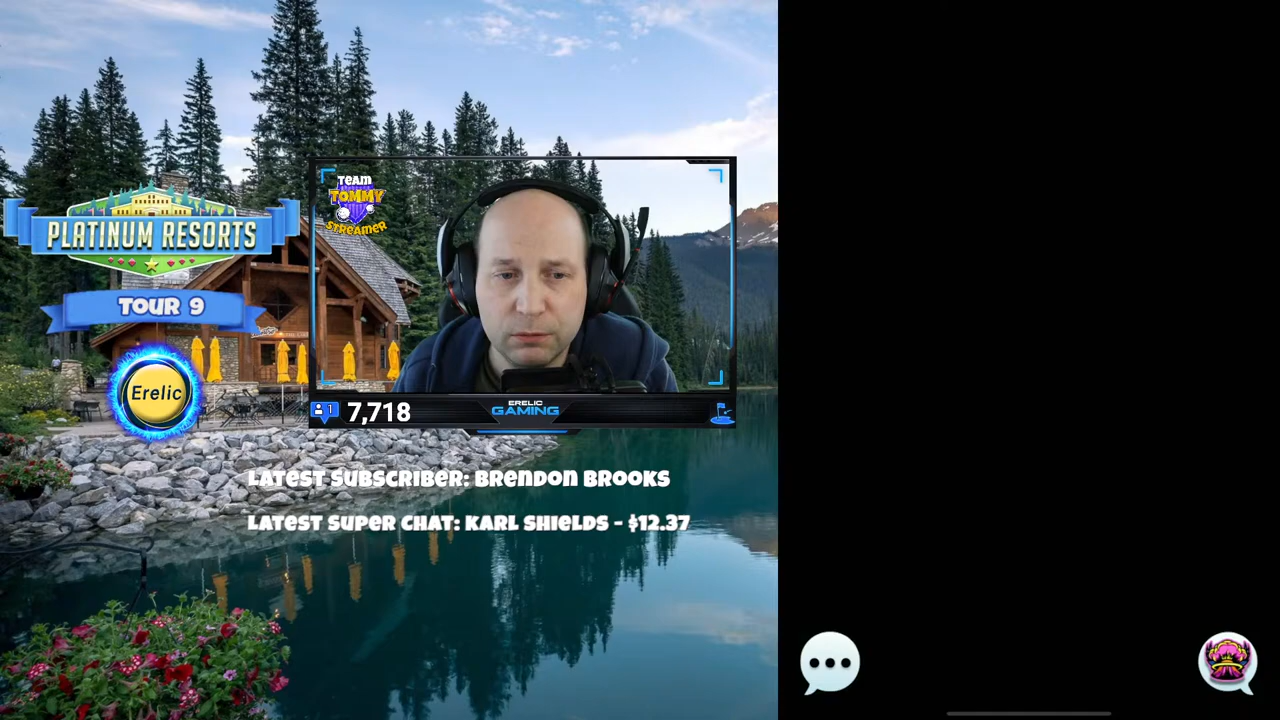 TEAM
TOMMY
STREAMER
PLATINUM RESORTS
TOUR 9
Erelic
1
7,718
ERELIC
GAMING
LATEST SUBSCRIBER: BRENDON BROOKS
LATEST SUPER CHAT: KARL SHIELDS - $12.37